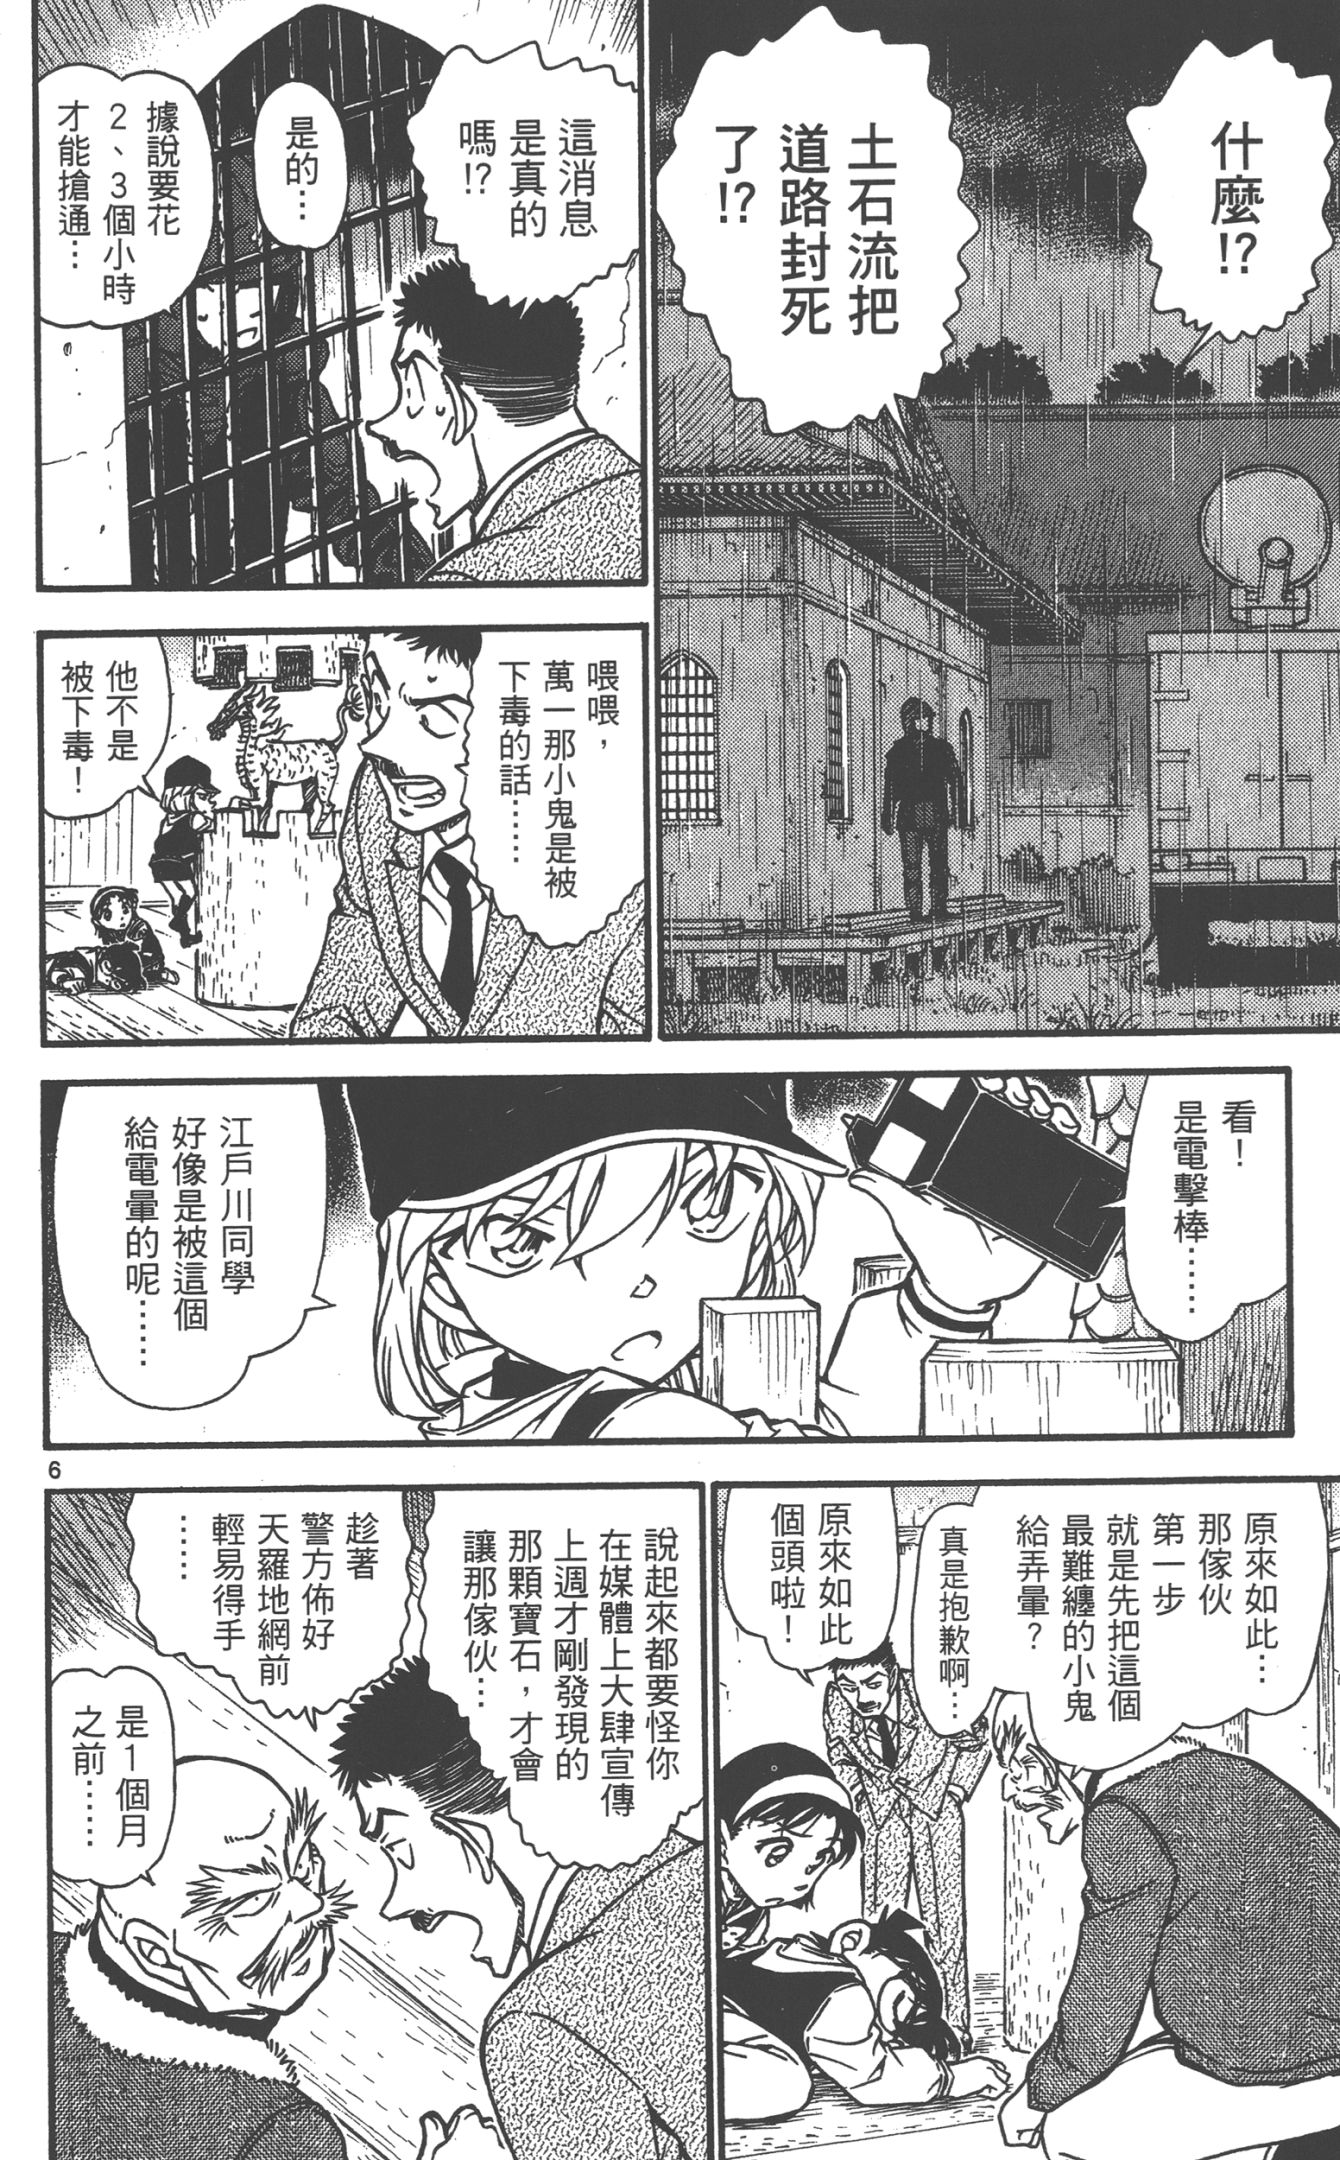 什麼!?
土石流把
道路封死
了!?
這消息
是真的
嗎!?
是的…
據說要花
2、3個小時
才能搶通…
喂喂，
萬一那小鬼是被
下毒的話……
他不是
被下毒！
看！
是電擊棒……
江戶川同學
好像是被這個
給電暈的呢……
原來如此…
那傢伙
第一步
就是先把這個
最難纏的小鬼
給弄暈？
真是抱歉啊…
原來如此
個頭啦！
說起來都要怪你
在媒體上大肆宣傳
上週才剛發現的
那顆寶石，才會
讓那傢伙…
趁著
警方佈好
天羅地網前
輕易得手
……
是1個月
之前……
6